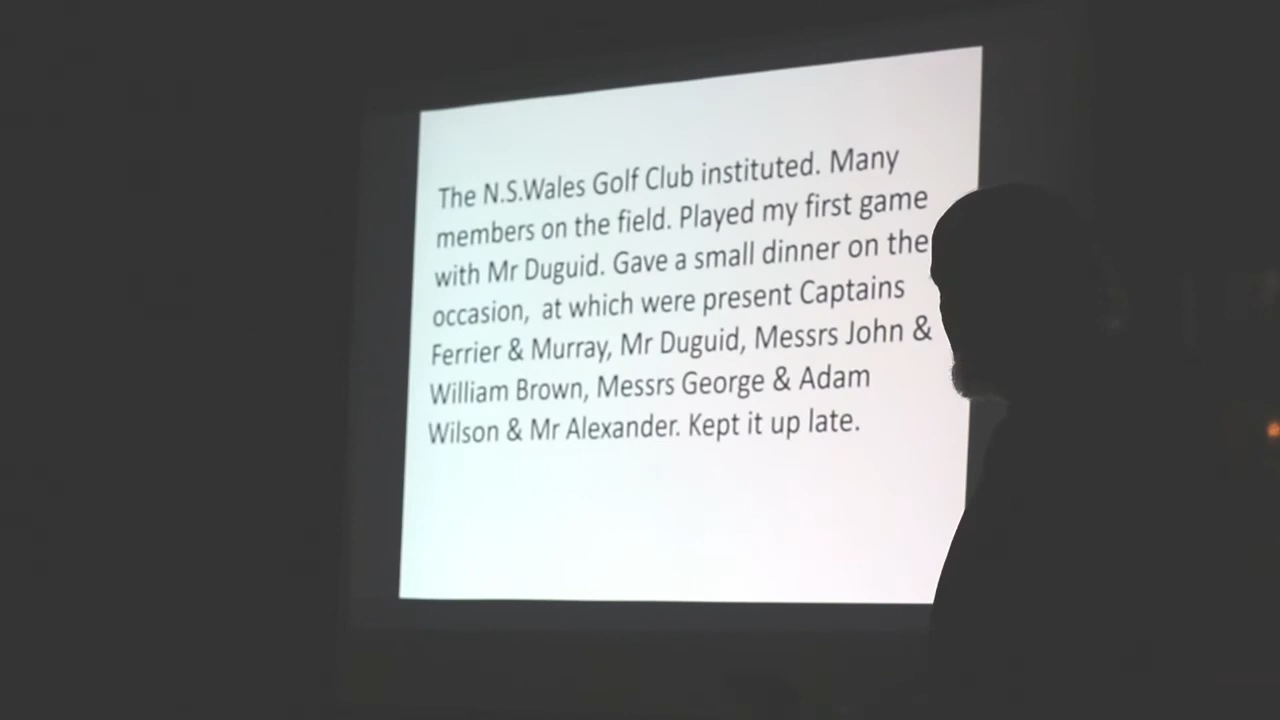 The N.S.Wales Golf Club instituted. Many
members on the field. Played my first game
with Mr Duguid. Gave a small dinner on the
occasion, at which were present Captains
Ferrier & Murray, Mr Duguid, Messrs John &
William Brown, Messrs George & Adam
Wilson & Mr Alexander. Kept it up late.